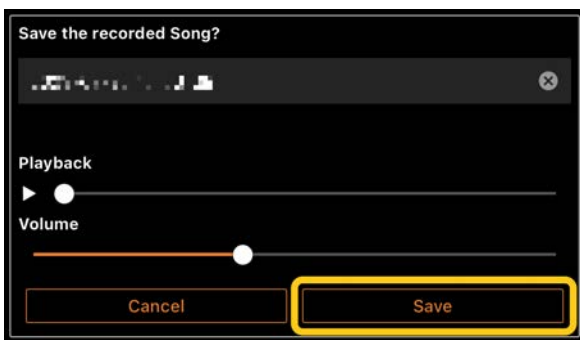 Save the recorded Song?
Playback
Volume
Cancel
Save